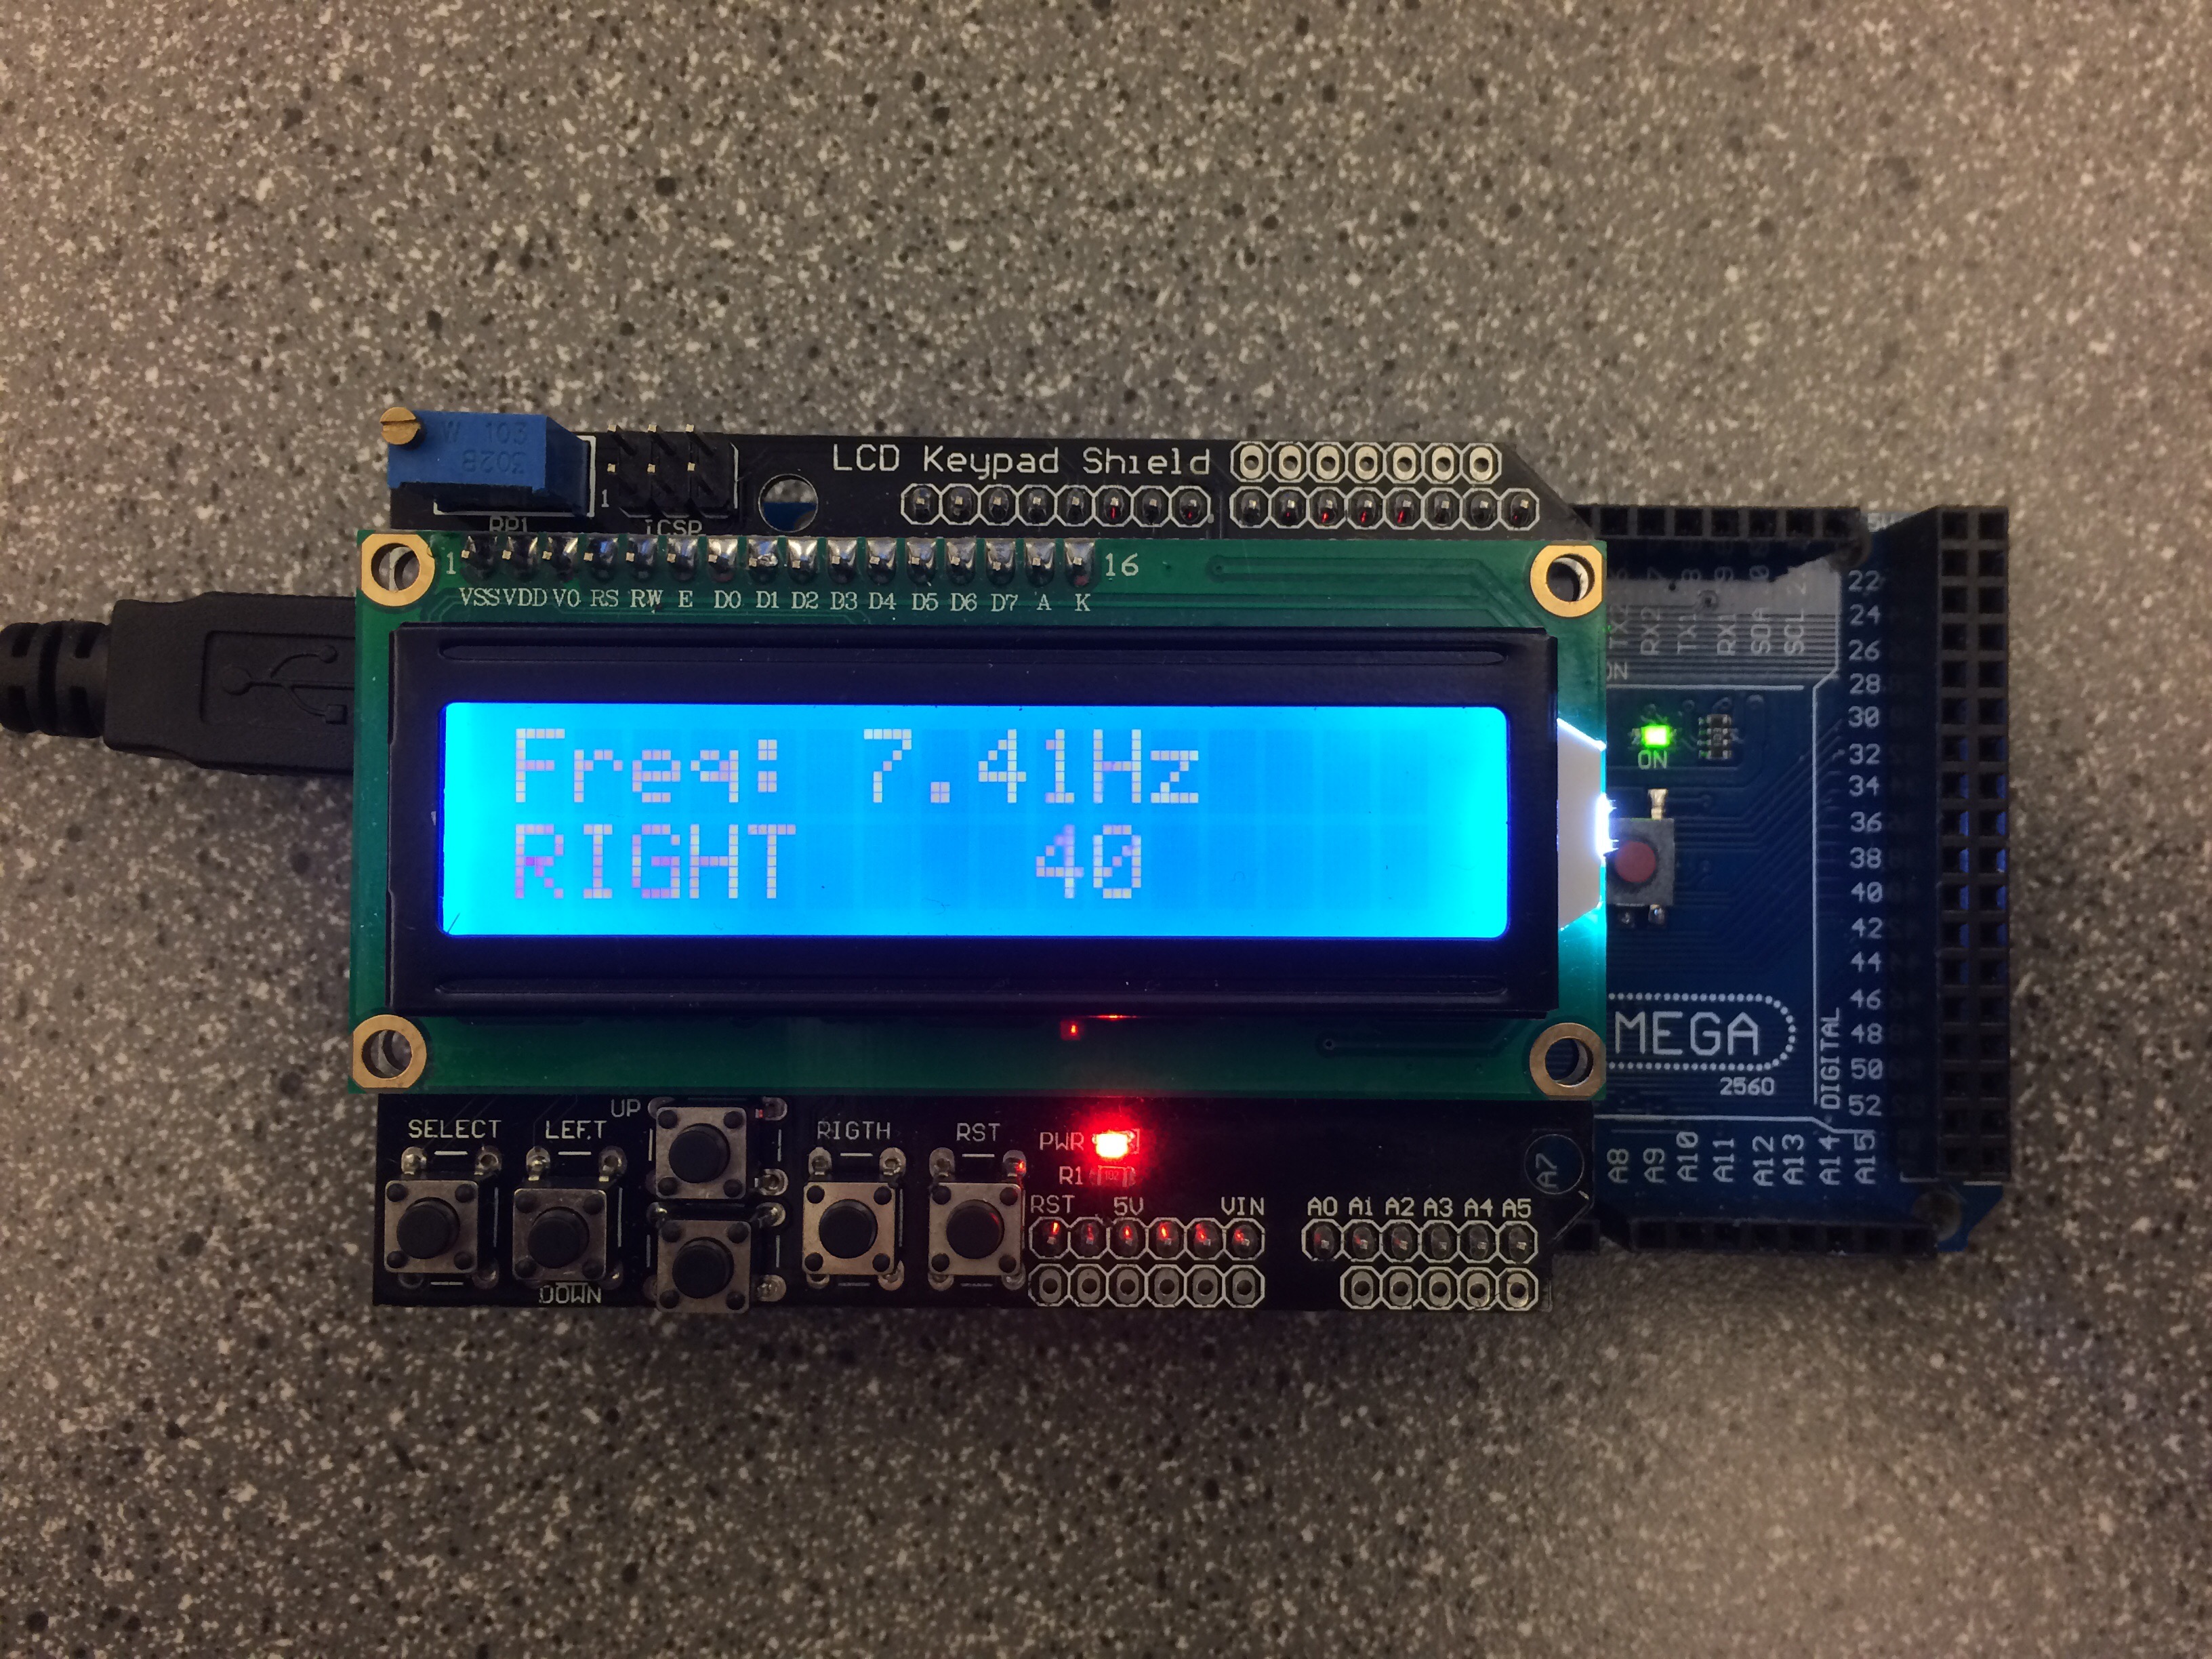 Freq: 7.41Hz
RIGHT 40
1
VSS VDD V0 RS RW E D0 D1 D2 D3 D4 D5 D6 D7 A K
16
W 103
302B
RP1
1
ICSP
LCD Keypad Shield
SELECT
LEFT
UP
DOWN
RIGTH
RST
PWR
R1
RST 5V VIN
A0 A1 A2 A3 A4 A5
A7
A8
A9
A10
A11
A12
A13
A14
A15
MEGA
2560
ON
TX2
RX2
TX1
RX1
SDA
SCL
DIGITAL
52 50 48 46 44 42 40 38 36 34 32 30 28 26 24 22